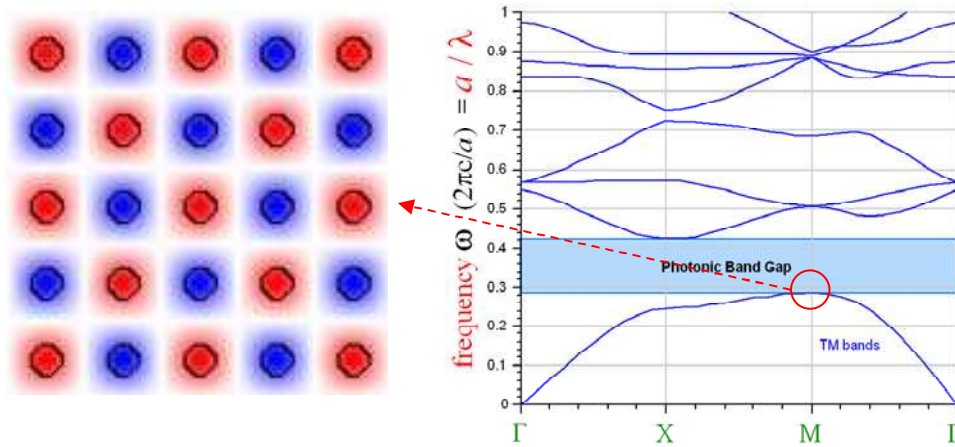 frequency ω (2πc/a) = a / λ
1
0.9
0.8
0.7
0.6
0.5
0.4
0.3
0.2
0.1
0
Photonic Band Gap
TM bands
Γ X M Γ